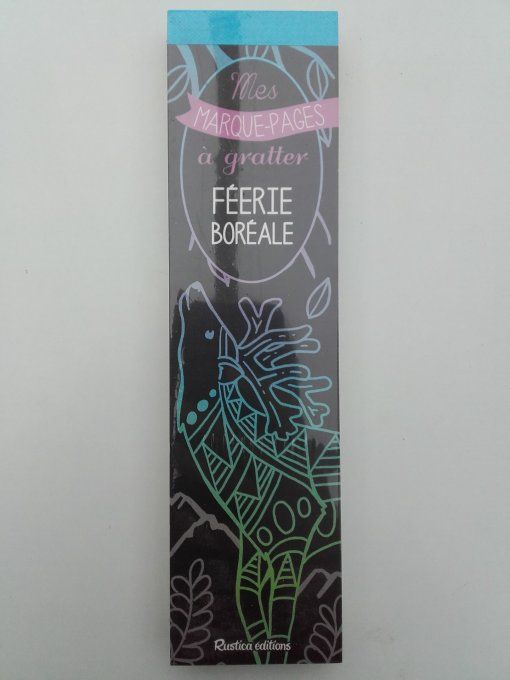 Mes
MARQUE-PAGES
à gratter
FÉERIE
BORÉALE
Rustica éditions